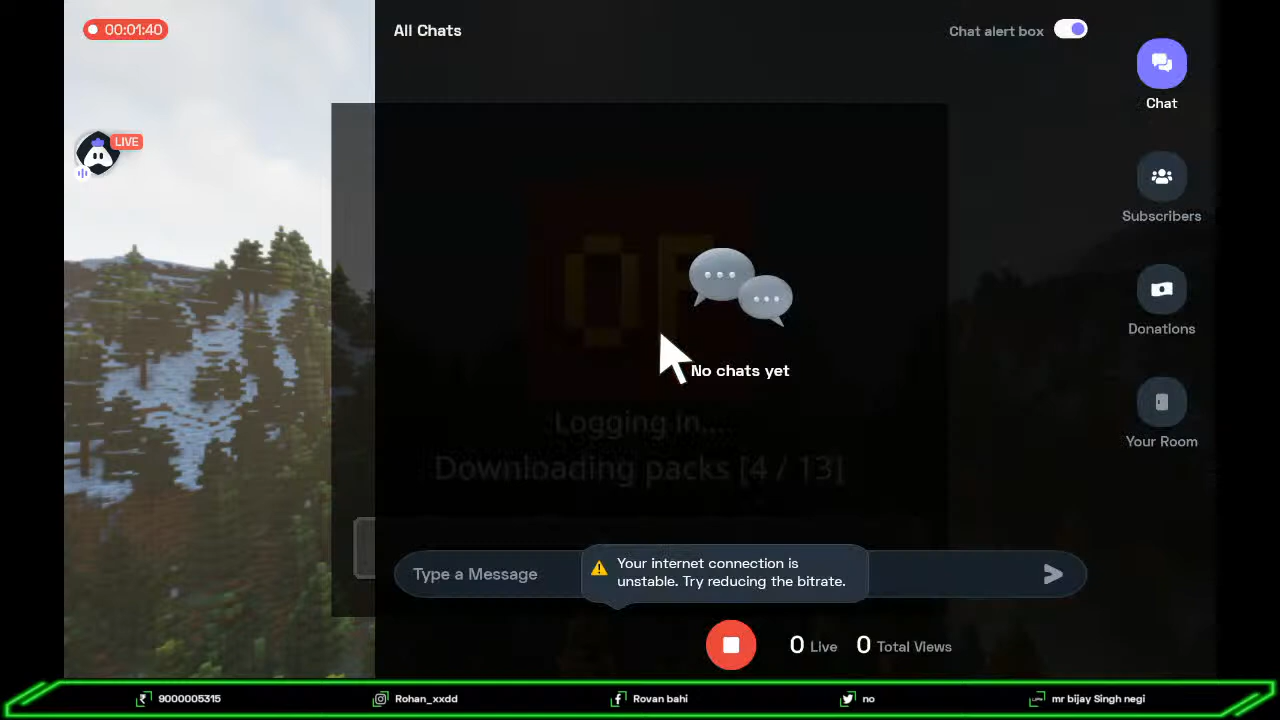 00:01:40
All Chats
Chat alert box
Chat
LIVE
Subscribers
OF
Donations
No chats yet
Logging in...
Downloading packs [4 / 13]
Your Room
Type a Message
Your internet connection is
unstable. Try reducing the bitrate.
0 Live 0 Total Views
9000005315 Rohan_xxdd Rovan bahi no mr bijay Singh negi